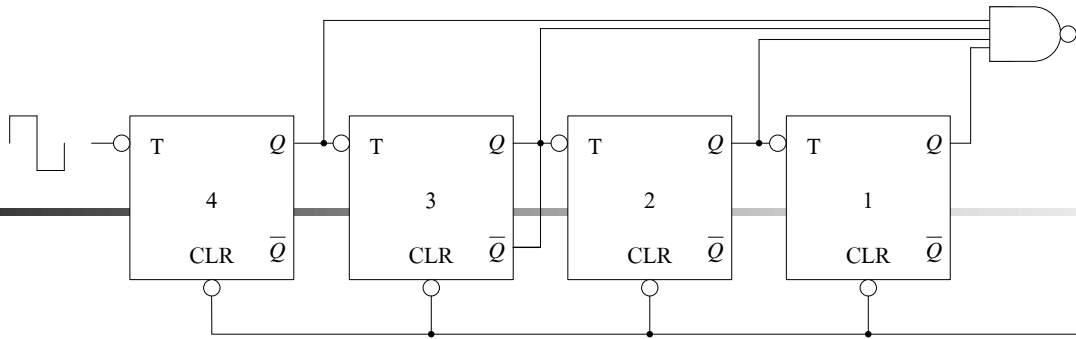 T Q T Q T Q T Q
4 3 2 1
CLR Q̅ CLR Q̅ CLR Q̅ CLR Q̅